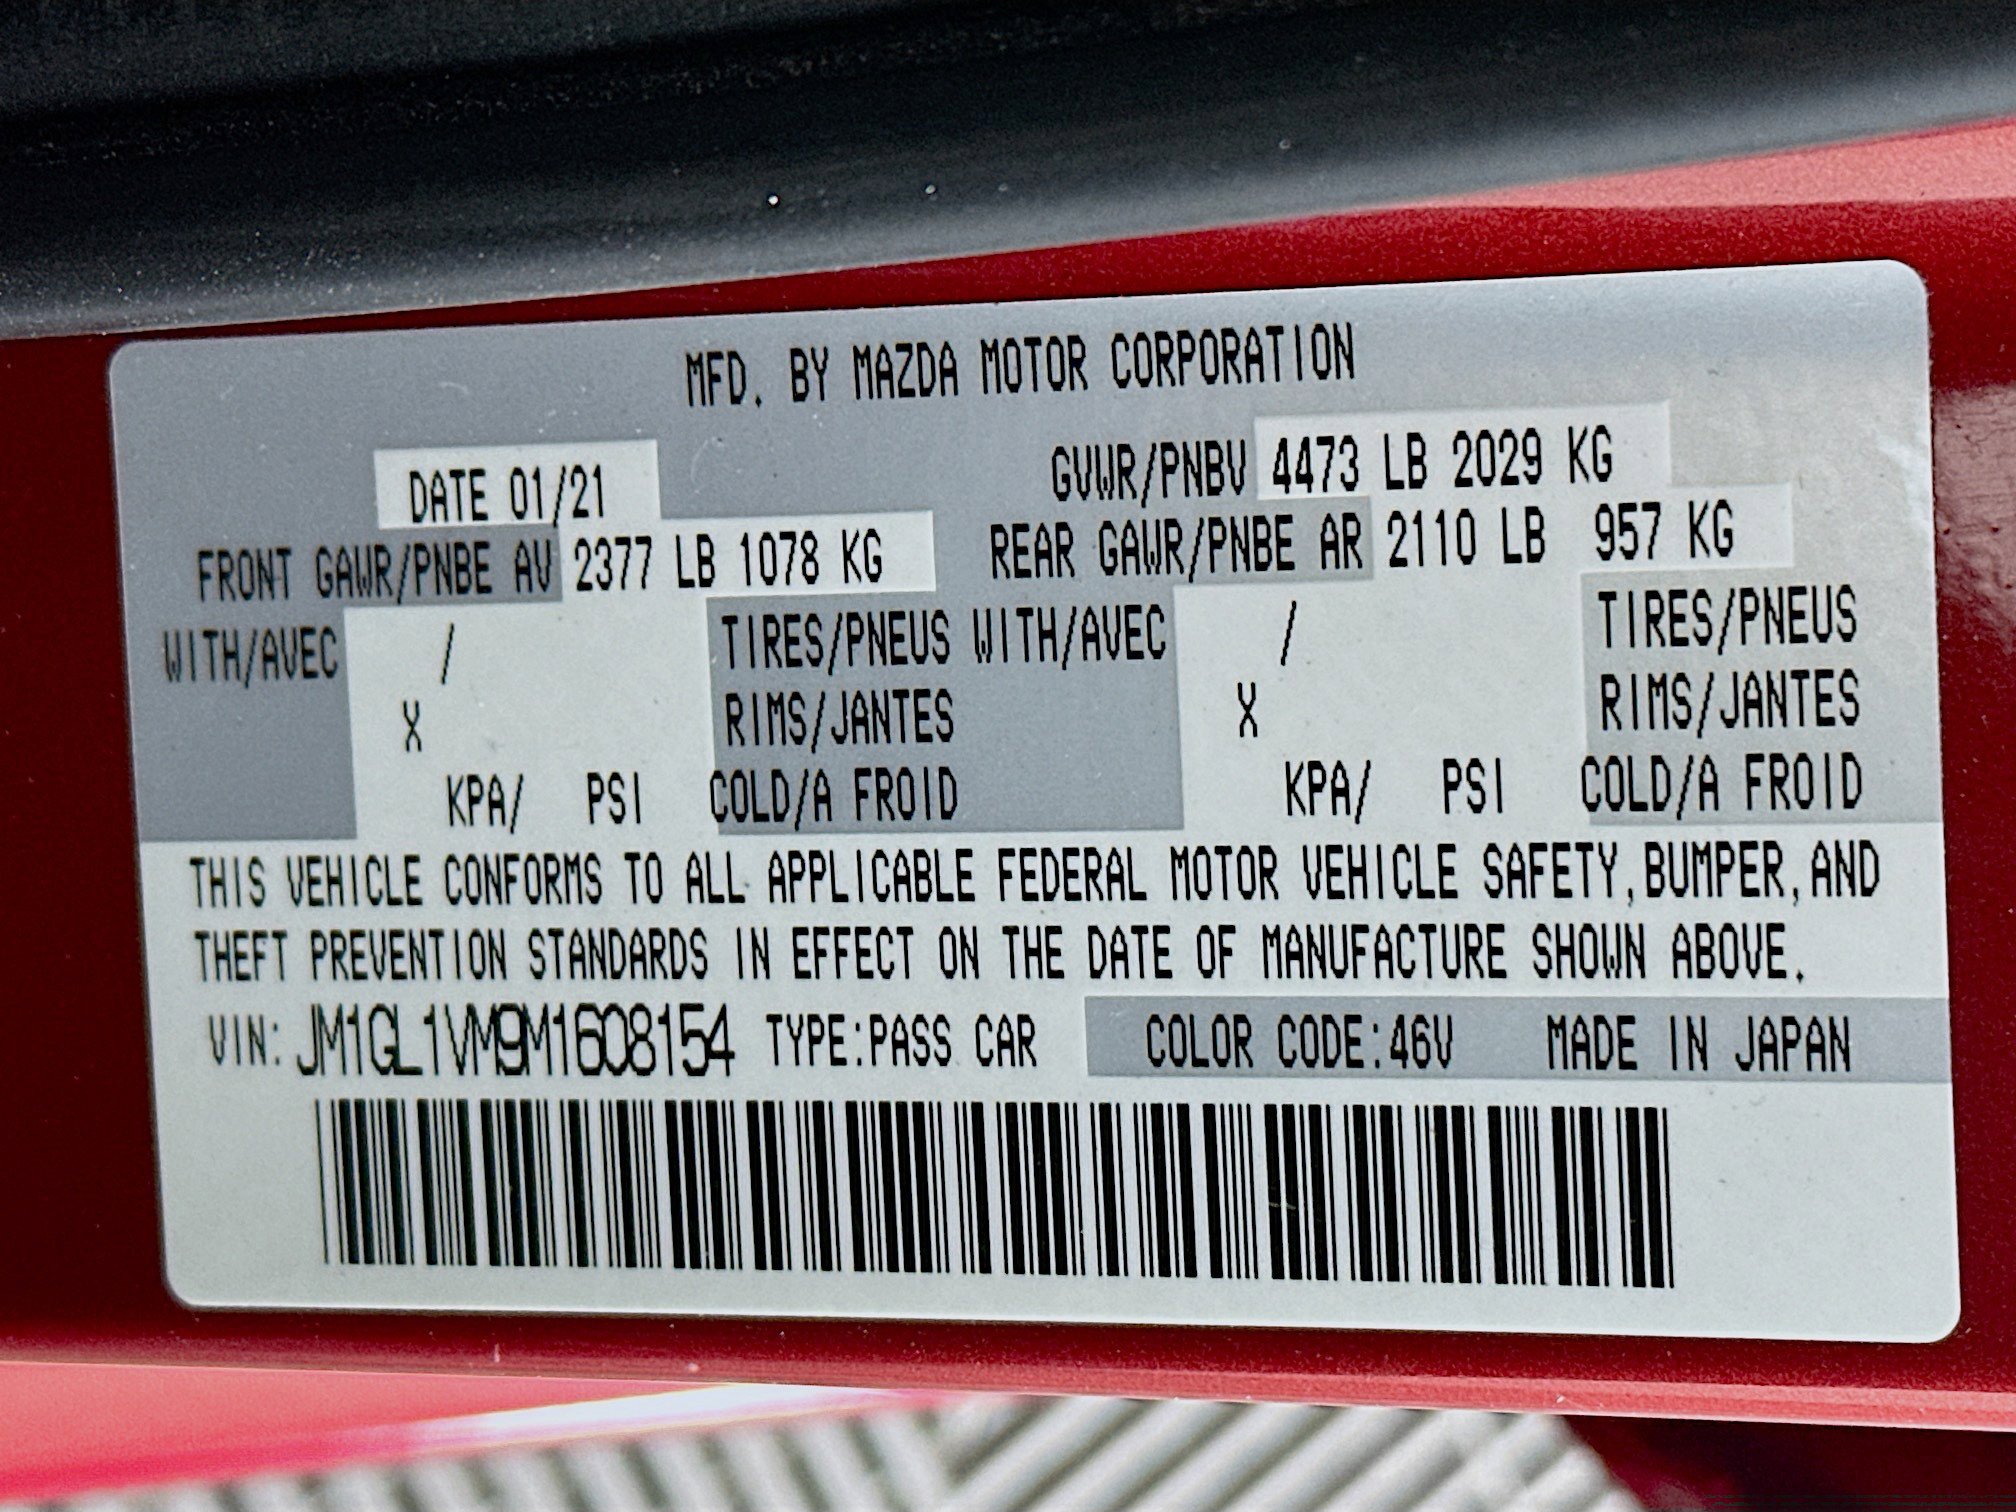 MFD. BY MAZDA MOTOR CORPORATION
DATE 01/21 GVWR/PNBV 4473 LB 2029 KG
FRONT GAWR/PNBE AV 2377 LB 1078 KG REAR GAWR/PNBE AR 2110 LB 957 KG
WITH/AVEC / TIRES/PNEUS WITH/AVEC / TIRES/PNEUS
X RIMS/JANTES X RIMS/JANTES
KPA/ PSI COLD/A FROID KPA/ PSI COLD/A FROID
THIS VEHICLE CONFORMS TO ALL APPLICABLE FEDERAL MOTOR VEHICLE SAFETY, BUMPER, AND
THEFT PREVENTION STANDARDS IN EFFECT ON THE DATE OF MANUFACTURE SHOWN ABOVE.
VIN: JM1GL1VM9M1608154 TYPE:PASS CAR COLOR CODE:46V MADE IN JAPAN